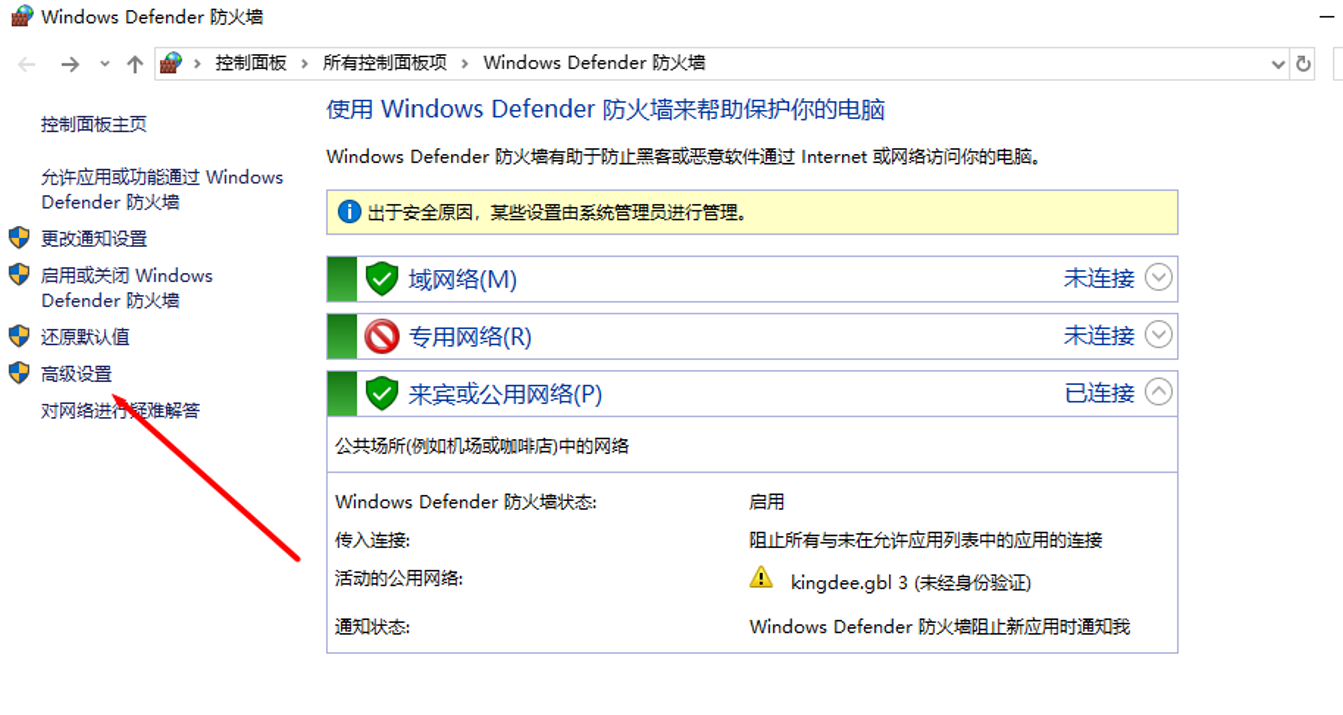 Windows Defender 防火墙
控制面板 › 所有控制面板项 › Windows Defender 防火墙
控制面板主页
允许应用或功能通过 Windows
Defender 防火墙
更改通知设置
启用或关闭 Windows
Defender 防火墙
还原默认值
高级设置
对网络进行疑难解答
使用 Windows Defender 防火墙来帮助保护你的电脑
Windows Defender 防火墙有助于防止黑客或恶意软件通过 Internet 或网络访问你的电脑。
出于安全原因，某些设置由系统管理员进行管理。
域网络(M) 未连接
专用网络(R) 未连接
来宾或公用网络(P) 已连接
公共场所(例如机场或咖啡店)中的网络
Windows Defender 防火墙状态: 启用
传入连接: 阻止所有与未在允许应用列表中的应用的连接
活动的公用网络: kingdee.gbl 3 (未经身份验证)
通知状态: Windows Defender 防火墙阻止新应用时通知我